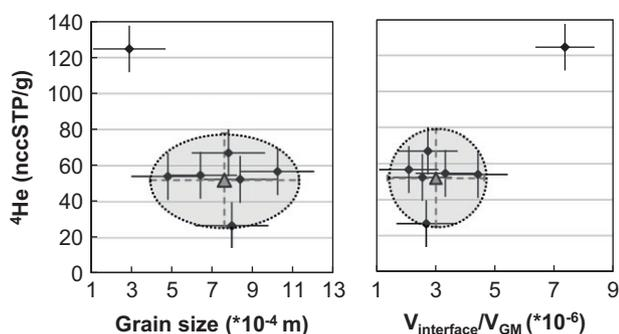 140
120
100
80
60
40
20
0
⁴He (nccSTP/g)
1 3 5 7 9 11 13
Grain size (*10⁻⁴ m)
1 3 5 7 9
V_interface/V_GM (*10⁻⁶)